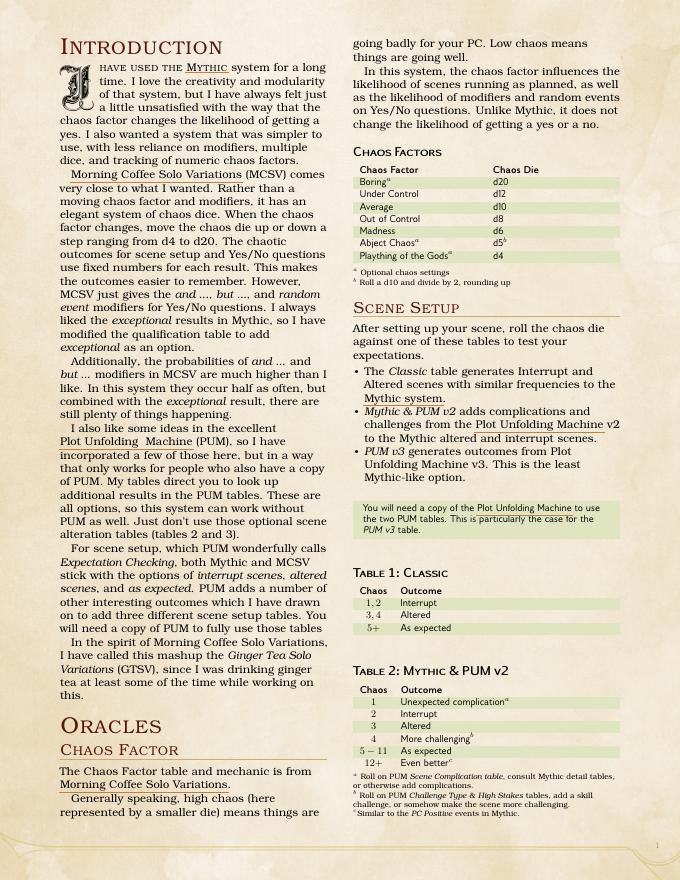 INTRODUCTION
I HAVE USED THE MYTHIC system for a long
time. I love the creativity and modularity
of that system, but I have always felt just
a little unsatisfied with the way that the
chaos factor changes the likelihood of getting a
yes. I also wanted a system that was simpler to
use, with less reliance on modifiers, multiple
dice, and tracking of numeric chaos factors.
Morning Coffee Solo Variations (MCSV) comes
very close to what I wanted. Rather than a
moving chaos factor and modifiers, it has an
elegant system of chaos dice. When the chaos
factor changes, move the chaos die up or down a
step ranging from d4 to d20. The chaotic
outcomes for scene setup and Yes/No questions
use fixed numbers for each result. This makes
the outcomes easier to remember. However,
MCSV just gives the and ..., but ..., and random
event modifiers for Yes/No questions. I always
liked the exceptional results in Mythic, so I have
modified the qualification table to add
exceptional as an option.
Additionally, the probabilities of and ... and
but ... modifiers in MCSV are much higher than I
like. In this system they occur half as often, but
combined with the exceptional result, there are
still plenty of things happening.
I also like some ideas in the excellent
Plot Unfolding Machine (PUM), so I have
incorporated a few of those here, but in a way
that only works for people who also have a copy
of PUM. My tables direct you to look up
additional results in the PUM tables. These are
all options, so this system can work without
PUM as well. Just don't use those optional scene
alteration tables (tables 2 and 3).
For scene setup, which PUM wonderfully calls
Expectation Checking, both Mythic and MCSV
stick with the options of interrupt scenes, altered
scenes, and as expected. PUM adds a number of
other interesting outcomes which I have drawn
on to add three different scene setup tables. You
will need a copy of PUM to fully use those tables
In the spirit of Morning Coffee Solo Variations,
I have called this mashup the Ginger Tea Solo
Variations (GTSV), since I was drinking ginger
tea at least some of the time while working on
this.
ORACLES
CHAOS FACTOR
The Chaos Factor table and mechanic is from
Morning Coffee Solo Variations.
Generally speaking, high chaos (here
represented by a smaller die) means things are
going badly for your PC. Low chaos means
things are going well.
In this system, the chaos factor influences the
likelihood of scenes running as planned, as well
as the likelihood of modifiers and random events
on Yes/No questions. Unlike Mythic, it does not
change the likelihood of getting a yes or a no.
CHAOS FACTORS
Chaos Factor Chaos Die
Boring^a d20
Under Control d12
Average d10
Out of Control d8
Madness d6
Abject Chaos^a d5^b
Plaything of the Gods^a d4
^a Optional chaos settings
^b Roll a d10 and divide by 2, rounding up
SCENE SETUP
After setting up your scene, roll the chaos die
against one of these tables to test your
expectations.
• The Classic table generates Interrupt and
Altered scenes with similar frequencies to the
Mythic system.
• Mythic & PUM v2 adds complications and
challenges from the Plot Unfolding Machine v2
to the Mythic altered and interrupt scenes.
• PUM v3 generates outcomes from Plot
Unfolding Machine v3. This is the least
Mythic-like option.
You will need a copy of the Plot Unfolding Machine to use
the two PUM tables. This is particularly the case for the
PUM v3 table.
TABLE 1: CLASSIC
Chaos Outcome
1, 2 Interrupt
3, 4 Altered
5+ As expected
TABLE 2: MYTHIC & PUM V2
Chaos Outcome
1 Unexpected complication^a
2 Interrupt
3 Altered
4 More challenging^b
5 − 11 As expected
12+ Even better^c
^a Roll on PUM Scene Complication table, consult Mythic detail tables,
or otherwise add complications.
^b Roll on PUM Challenge Type & High Stakes tables, add a skill
challenge, or somehow make the scene more challenging.
^c Similar to the PC Positive events in Mythic.
1